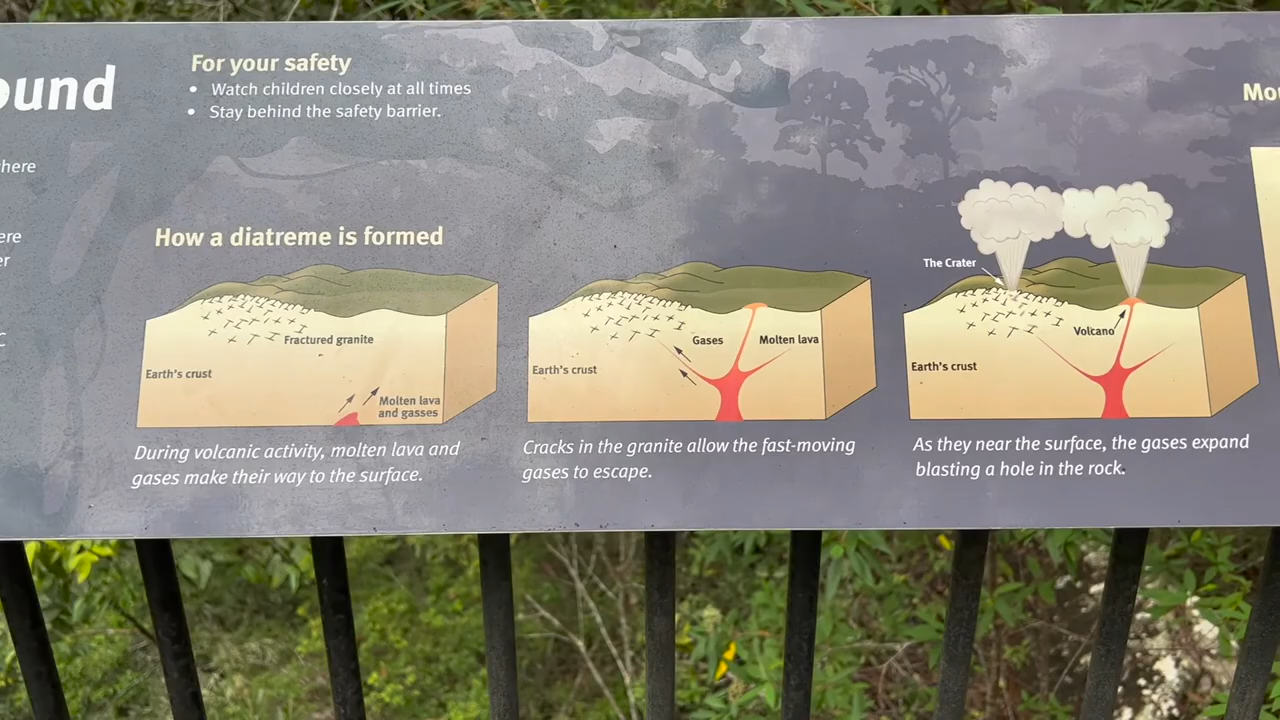 ound
here
ere
er
For your safety
• Watch children closely at all times
• Stay behind the safety barrier.
How a diatreme is formed
Fractured granite
Earth's crust
Molten lava
and gasses
During volcanic activity, molten lava and
gases make their way to the surface.
Gases
Molten lava
Earth's crust
Cracks in the granite allow the fast-moving
gases to escape.
The Crater
Volcano
Earth's crust
As they near the surface, the gases expand
blasting a hole in the rock.
Mou